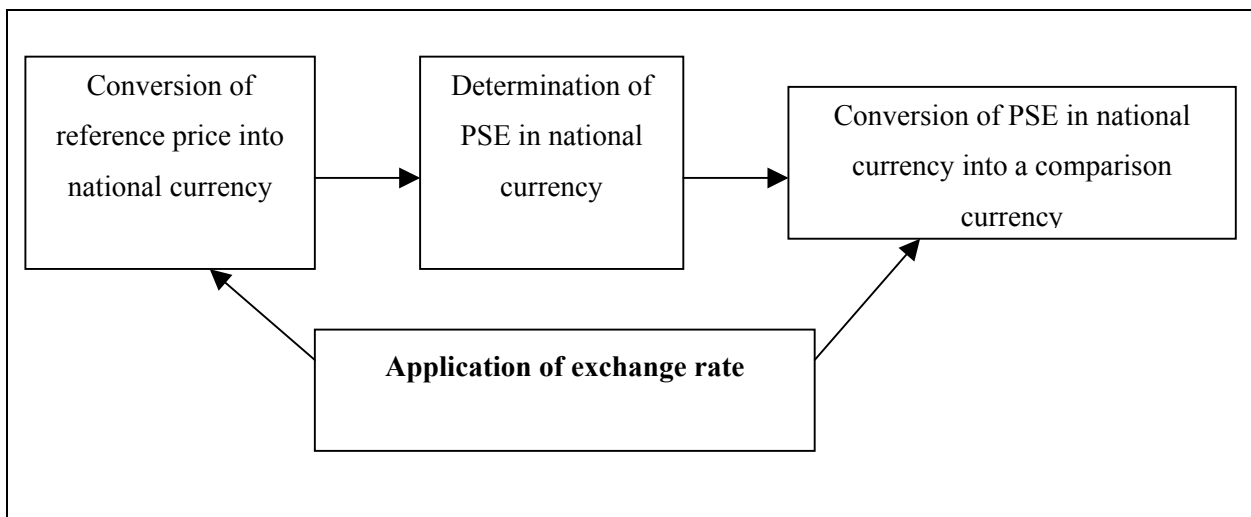 Conversion of
reference price into
national currency
Determination of
PSE in national
currency
Conversion of PSE in national
currency into a comparison
currency
Application of exchange rate